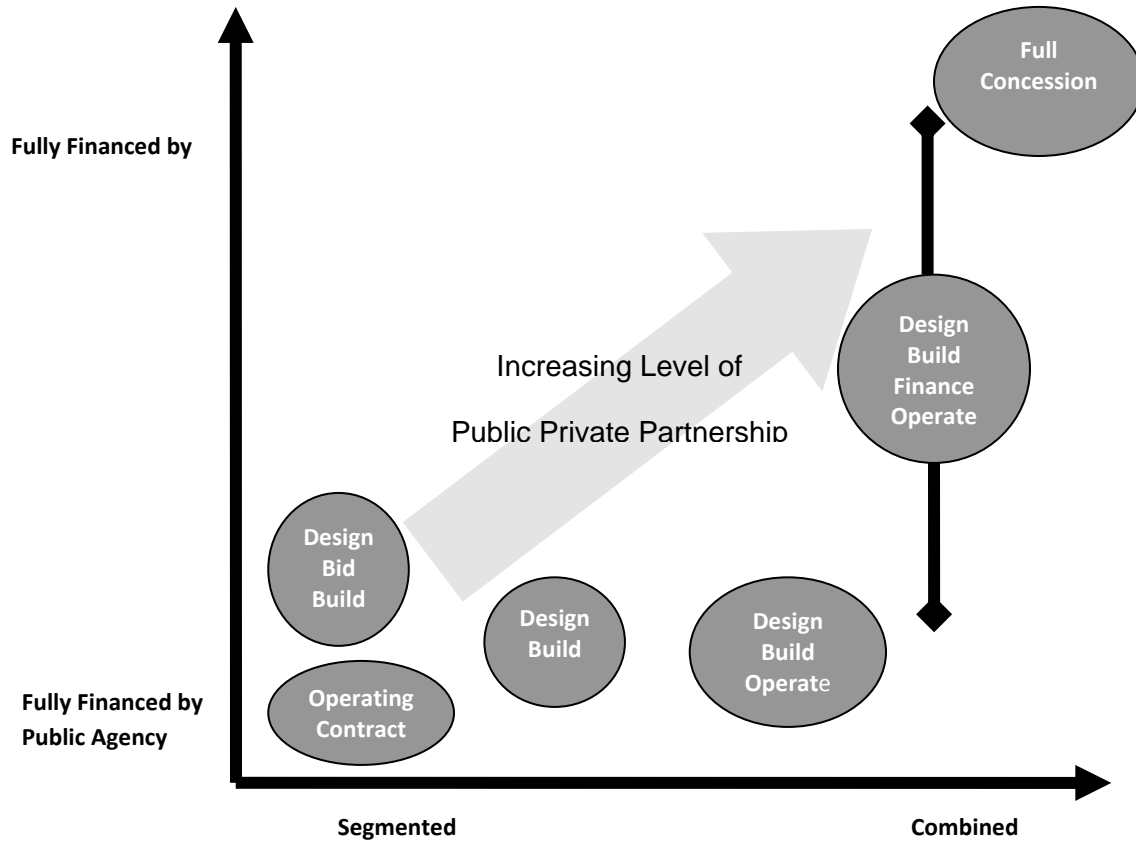 Full
Concession
Fully Financed by
Design
Build
Finance
Operate
Increasing Level of
Public Private Partnership
Design
Bid
Build
Design
Build
Design
Build
Operate
Operating
Contract
Fully Financed by
Public Agency
Segmented
Combined